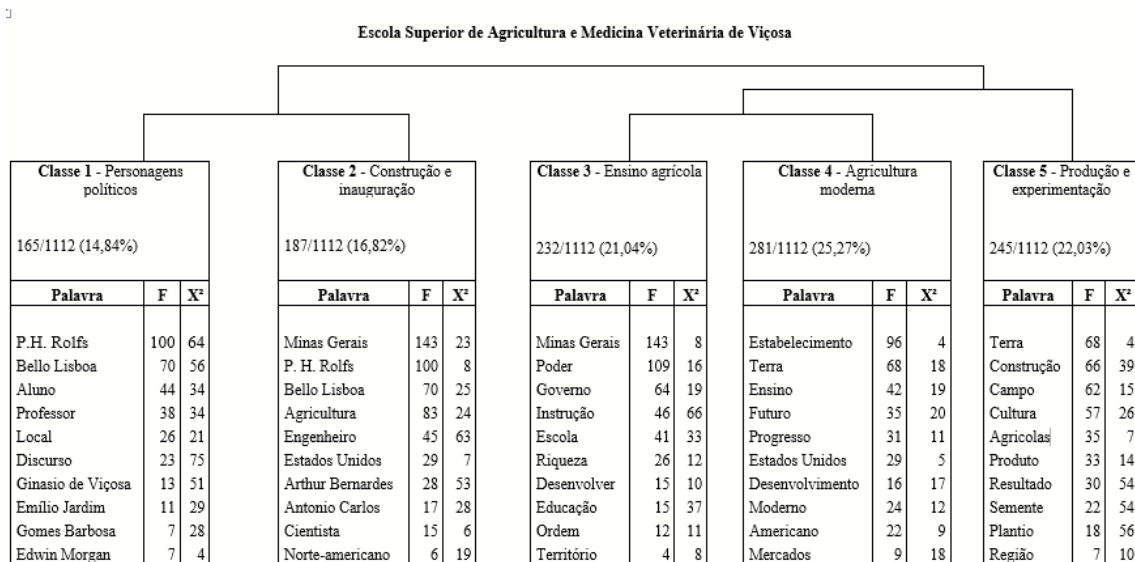 Escola Superior de Agricultura e Medicina Veterinária de Viçosa
Classe 1 - Personagens
políticos
165/1112 (14,84%)
Palavra F X²
P.H. Rolfs 100 64
Bello Lisboa 70 56
Aluno 44 34
Professor 38 34
Local 26 21
Discurso 23 75
Ginasio de Viçosa 13 51
Emílio Jardim 11 29
Gomes Barbosa 7 28
Edwin Morgan 7 4
Classe 2 - Construção e
inauguração
187/1112 (16,82%)
Palavra F X²
Minas Gerais 143 23
P. H. Rolfs 100 8
Bello Lisboa 70 25
Agricultura 83 24
Engenheiro 45 63
Estados Unidos 29 7
Arthur Bernardes 28 53
Antonio Carlos 17 28
Cientista 15 6
Norte-americano 6 19
Classe 3 - Ensino agrícola
232/1112 (21,04%)
Palavra F X²
Minas Gerais 143 8
Poder 109 16
Governo 64 19
Instrução 46 66
Escola 41 33
Riqueza 26 12
Desenvolver 15 10
Educação 15 37
Ordem 12 11
Território 4 8
Classe 4 - Agricultura
moderna
281/1112 (25,27%)
Palavra F X²
Estabelecimento 96 4
Terra 68 18
Ensino 42 19
Futuro 35 20
Progresso 31 11
Estados Unidos 29 5
Desenvolvimento 16 17
Moderno 24 12
Americano 22 9
Mercados 9 18
Classe 5 - Produção e
experimentação
245/1112 (22,03%)
Palavra F X²
Terra 68 4
Construção 66 39
Campo 62 15
Cultura 57 26
Agricolas 35 7
Produto 33 14
Resultado 30 54
Semente 22 54
Plantio 18 56
Região 7 10